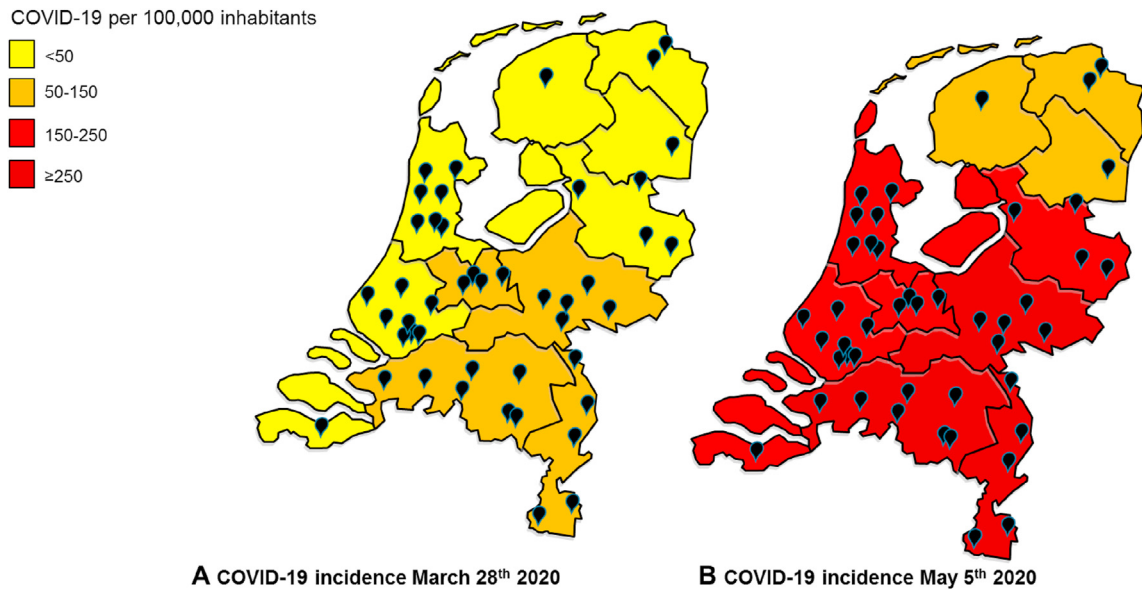 COVID-19 per 100,000 inhabitants
<50
50-150
150-250
≥250
A COVID-19 incidence March 28th 2020
B COVID-19 incidence May 5th 2020